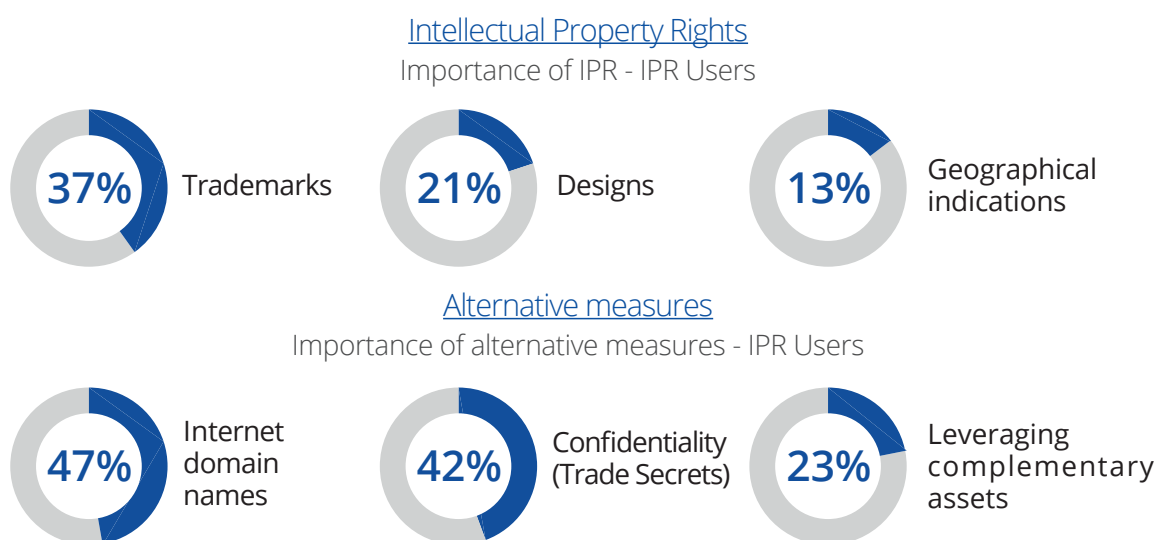 Intellectual Property Rights
Importance of IPR - IPR Users
37%
Trademarks
21%
Designs
13%
Geographical
indications
Alternative measures
Importance of alternative measures - IPR Users
47%
Internet
domain
names
42%
Confidentiality
(Trade Secrets)
23%
Leveraging
complementary
assets